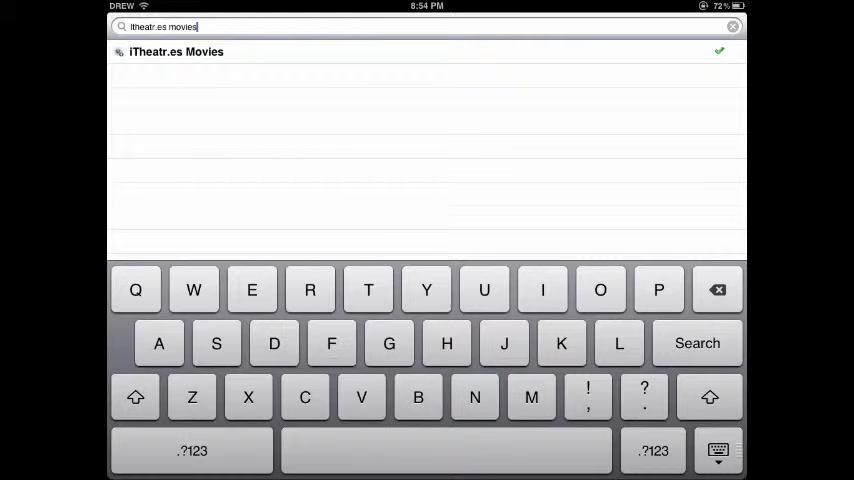 DREW 8:54 PM 72%
Itheatr.es movies
iTheatr.es Movies
Q W E R T Y U I O P
A S D F G H J K L Search
Z X C V B N M ! , ? .
.?123 .?123